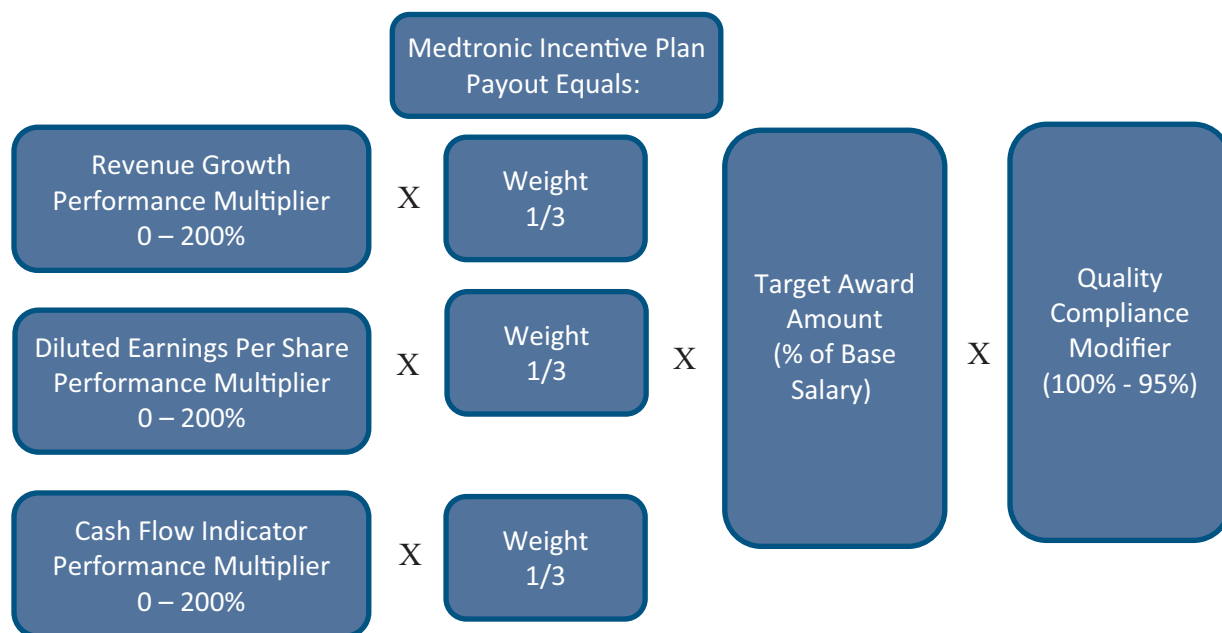 Medtronic Incentive Plan
Payout Equals:
Revenue Growth
Performance Multiplier
0 – 200%
X
Weight
1/3
Diluted Earnings Per Share
Performance Multiplier
0 – 200%
X
Weight
1/3
Cash Flow Indicator
Performance Multiplier
0 – 200%
X
Weight
1/3
X
Target Award
Amount
(% of Base
Salary)
X
Quality
Compliance
Modifier
(100% - 95%)